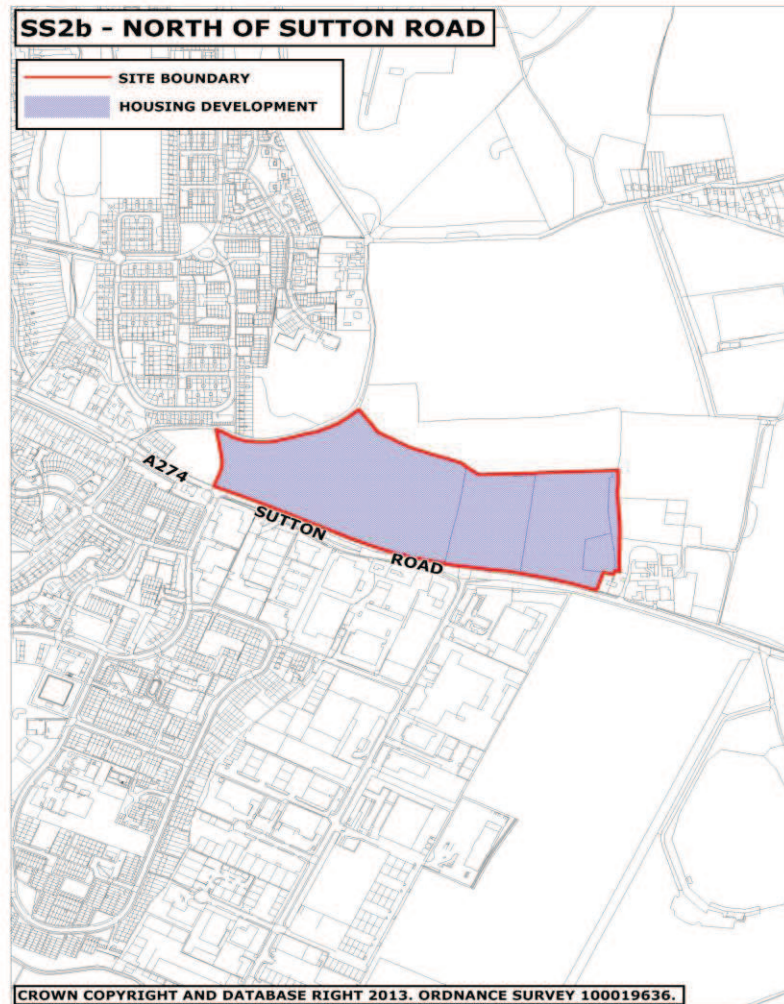 SS2b - NORTH OF SUTTON ROAD
SITE BOUNDARY
HOUSING DEVELOPMENT
A274
SUTTON
ROAD
CROWN COPYRIGHT AND DATABASE RIGHT 2013. ORDNANCE SURVEY 100019636.